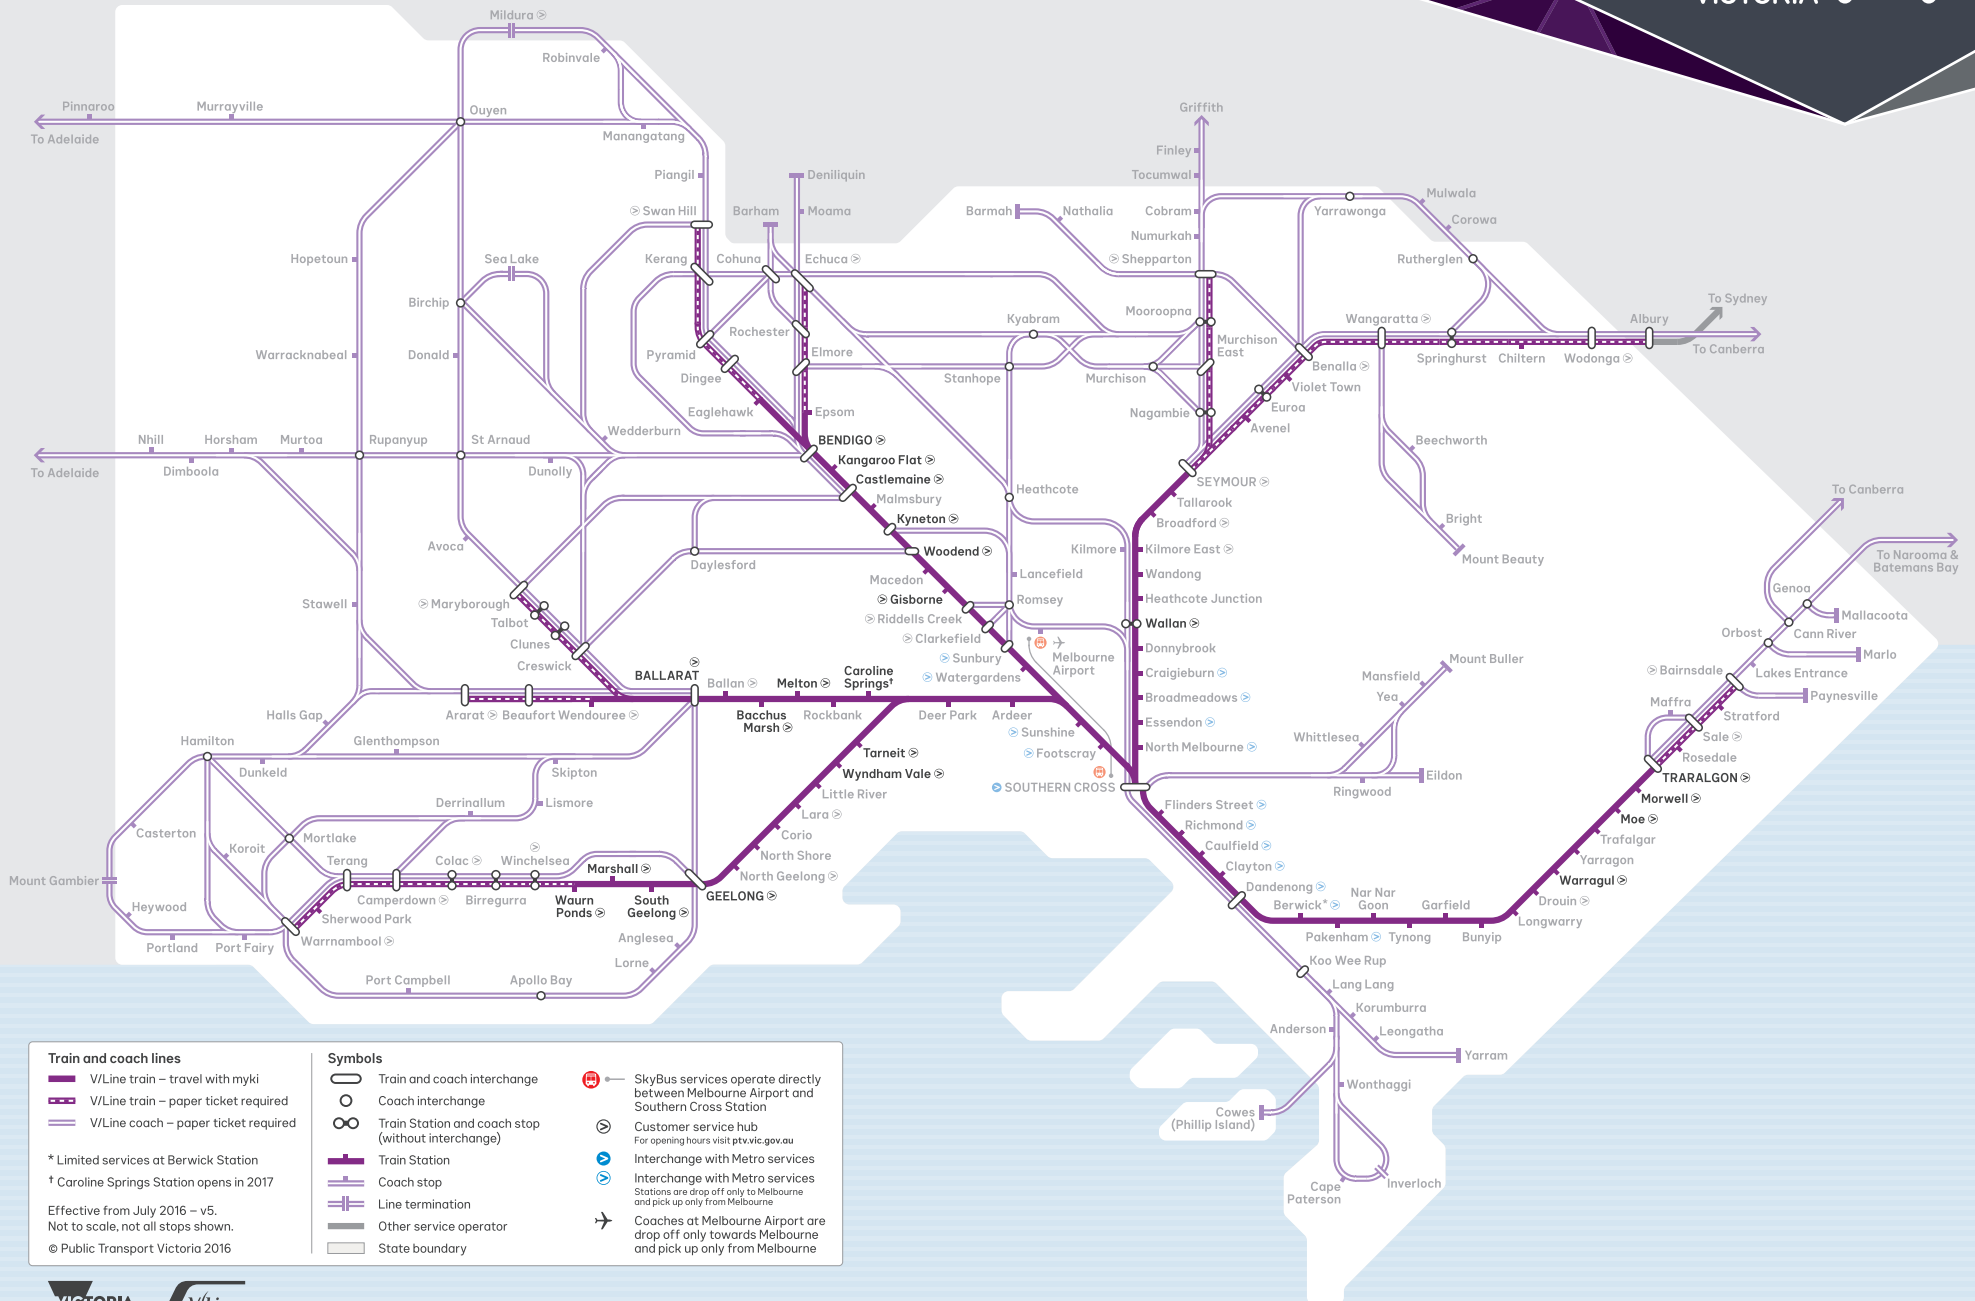 Mildura
Robinvale
Pinnaroo
Murrayville
Ouyen
To Adelaide
Manangatang
Griffith
Finley
Piangil
Deniliquin
Tocumwal
Swan Hill
Barham
Moama
Barmah
Nathalia
Cobram
Yarrawonga
Mulwala
Corowa
Numurkah
Hopetoun
Sea Lake
Kerang
Cohuna
Echuca
Shepparton
Rutherglen
Birchip
To Sydney
Mooroopna
Rochester
Kyabram
Wangaratta
Albury
Warracknabeal
Donald
Pyramid
Elmore
Murchison
East
To Canberra
Dingee
Stanhope
Murchison
Benalla
Springhurst
Chiltern
Wodonga
Violet Town
Eaglehawk
Epsom
Nagambie
Euroa
Avenel
Nhill
Horsham
Murtoa
Rupanyup
St Arnaud
Wedderburn
BENDIGO
Beechworth
To Adelaide
Dimboola
Dunolly
Kangaroo Flat
Castlemaine
SEYMOUR
Heathcote
To Canberra
Malmsbury
Tallarook
Kyneton
Broadford
Bright
Avoca
Woodend
Kilmore
Kilmore East
Mount Beauty
To Narooma &
Batemans Bay
Daylesford
Macedon
Lancefield
Wandong
Genoa
Stawell
Maryborough
Gisborne
Romsey
Heathcote Junction
Mallacoota
Talbot
Riddells Creek
Wallan
Orbost
Cann River
Clunes
Clarkefield
Donnybrook
Marlo
Creswick
Sunbury
Melbourne
Airport
Mount Buller
BALLARAT
Ballan
Melton
Caroline
Springs†
Watergardens
Craigieburn
Mansfield
Bairnsdale
Lakes Entrance
Broadmeadows
Yea
Paynesville
Halls Gap
Ararat
Beaufort
Wendouree
Bacchus
Marsh
Rockbank
Deer Park
Ardeer
Essendon
Maffra
Stratford
Hamilton
Glenthompson
Sunshine
Whittlesea
Sale
Tarneit
Footscray
North Melbourne
Rosedale
Dunkeld
Skipton
Wyndham Vale
SOUTHERN CROSS
Ringwood
Eildon
TRARALGON
Derrinallum
Lismore
Little River
Flinders Street
Morwell
Casterton
Mortlake
Lara
Richmond
Moe
Koroit
Corio
Caulfield
Trafalgar
Terang
Colac
Winchelsea
North Shore
Clayton
Yarragon
Mount Gambier
Marshall
North Geelong
Dandenong
Warragul
Camperdown
Birregurra
Waurn
Ponds
South
Geelong
GEELONG
Berwick*
Nar Nar
Goon
Garfield
Drouin
Heywood
Sherwood Park
Longwarry
Portland
Port Fairy
Warrnambool
Anglesea
Pakenham
Tynong
Bunyip
Lorne
Koo Wee Rup
Port Campbell
Apollo Bay
Lang Lang
Korumburra
Anderson
Leongatha
Yarram
Wonthaggi
Cowes
(Phillip Island)
Cape
Paterson
Inverloch
Train and coach lines
V/Line train – travel with myki
V/Line train – paper ticket required
V/Line coach – paper ticket required
* Limited services at Berwick Station
† Caroline Springs Station opens in 2017
Effective from July 2016 – v5.
Not to scale, not all stops shown.
© Public Transport Victoria 2016
Symbols
Train and coach interchange
Coach interchange
Train Station and coach stop
(without interchange)
Train Station
Coach stop
Line termination
Other service operator
State boundary
SkyBus services operate directly
between Melbourne Airport and
Southern Cross Station
Customer service hub
For opening hours visit ptv.vic.gov.au
Interchange with Metro services
Interchange with Metro services
Stations are drop off only to Melbourne
and pick up only from Melbourne
Coaches at Melbourne Airport are
drop off only towards Melbourne
and pick up only from Melbourne
VICTORIA